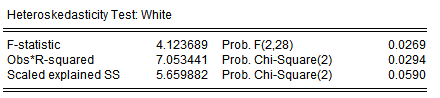 Heteroskedasticity Test: White
F-statistic 4.123689 Prob. F(2,28) 0.0269
Obs*R-squared 7.053441 Prob. Chi-Square(2) 0.0294
Scaled explained SS 5.659882 Prob. Chi-Square(2) 0.0590